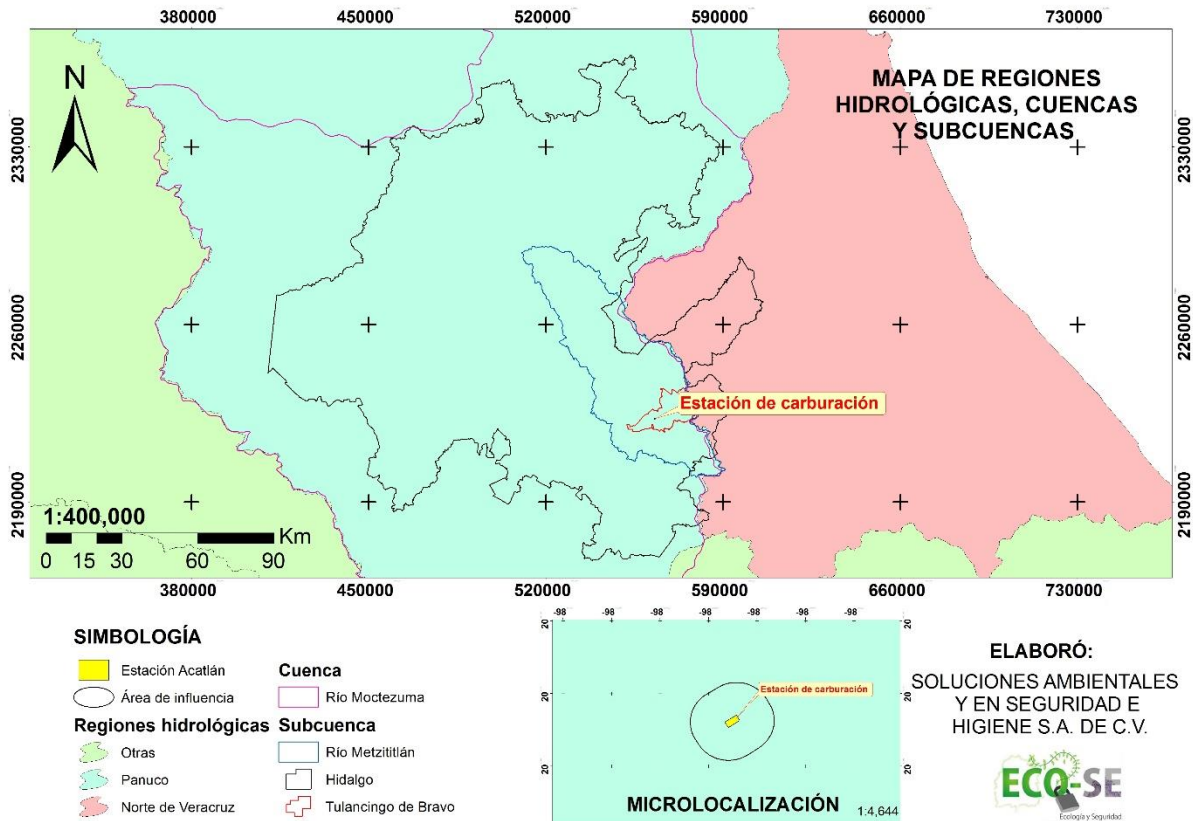 380000 450000 520000 590000 660000 730000
MAPA DE REGIONES
HIDROLÓGICAS, CUENCAS
Y SUBCUENCAS
N
2330000
2330000
2260000
2260000
Estación de carburación
2190000
2190000
1:400,000
Km
0 15 30 60 90
380000 450000 520000 590000 660000 730000
SIMBOLOGÍA
Estación Acatlán
Área de influencia
Regiones hidrológicas
Otras
Panuco
Norte de Veracruz
Cuenca
Río Moctezuma
Subcuenca
Río Metzititlán
Hidalgo
Tulancingo de Bravo
-98 -98 -98 -98 -98
20 20
20 20
20 20
Estación de carburación
MICROLOCALIZACIÓN
1:4,644
ELABORÓ:
SOLUCIONES AMBIENTALES
Y EN SEGURIDAD E
HIGIENE S.A. DE C.V.
ECO-SE
Ecología y Seguridad